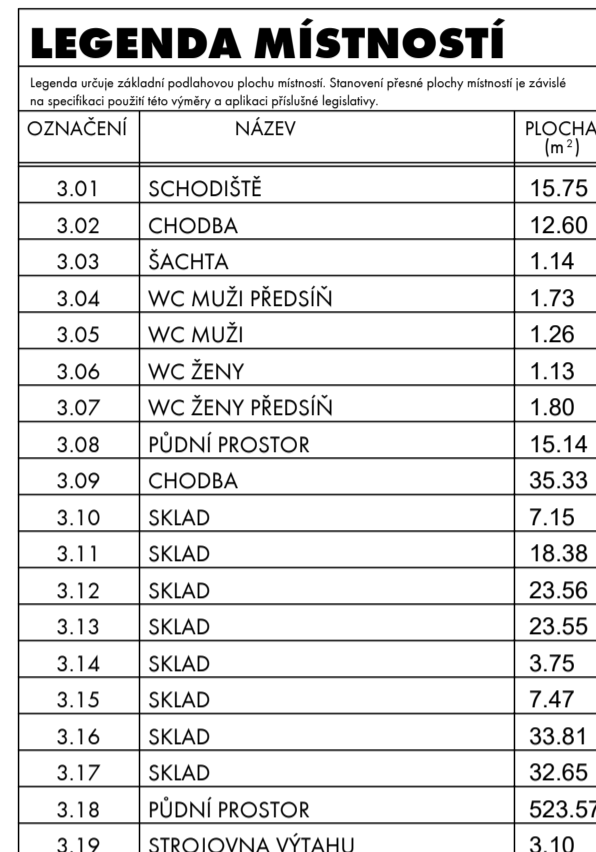 LEGENDA MÍSTNOSTÍ
Legenda určuje základní podlahovou plochu místností. Stanovení přesné plochy místností je závislé
na specifikaci použití této výměry a aplikaci příslušné legislativy.
OZNAČENÍ NÁZEV PLOCHA
(m²)
3.01 SCHODIŠTĚ 15.75
3.02 CHODBA 12.60
3.03 ŠACHTA 1.14
3.04 WC MUŽI PŘEDSÍŇ 1.73
3.05 WC MUŽI 1.26
3.06 WC ŽENY 1.13
3.07 WC ŽENY PŘEDSÍŇ 1.80
3.08 PŮDNÍ PROSTOR 15.14
3.09 CHODBA 35.33
3.10 SKLAD 7.15
3.11 SKLAD 18.38
3.12 SKLAD 23.56
3.13 SKLAD 23.55
3.14 SKLAD 3.75
3.15 SKLAD 7.47
3.16 SKLAD 33.81
3.17 SKLAD 32.65
3.18 PŮDNÍ PROSTOR 523.57
3.19 STROJOVNA VÝTAHU 3.10